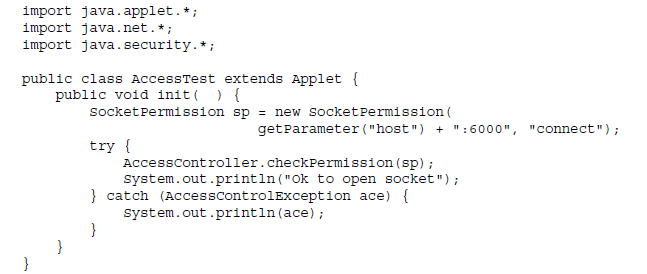 import java.applet.*;
import java.net.*;
import java.security.*;

public class AccessTest extends Applet {
    public void init(  ) {
        SocketPermission sp = new SocketPermission(
                            getParameter("host") + ":6000", "connect");
        try {
            AccessController.checkPermission(sp);
            System.out.println("Ok to open socket");
        } catch (AccessControlException ace) {
            System.out.println(ace);
        }
    }
}